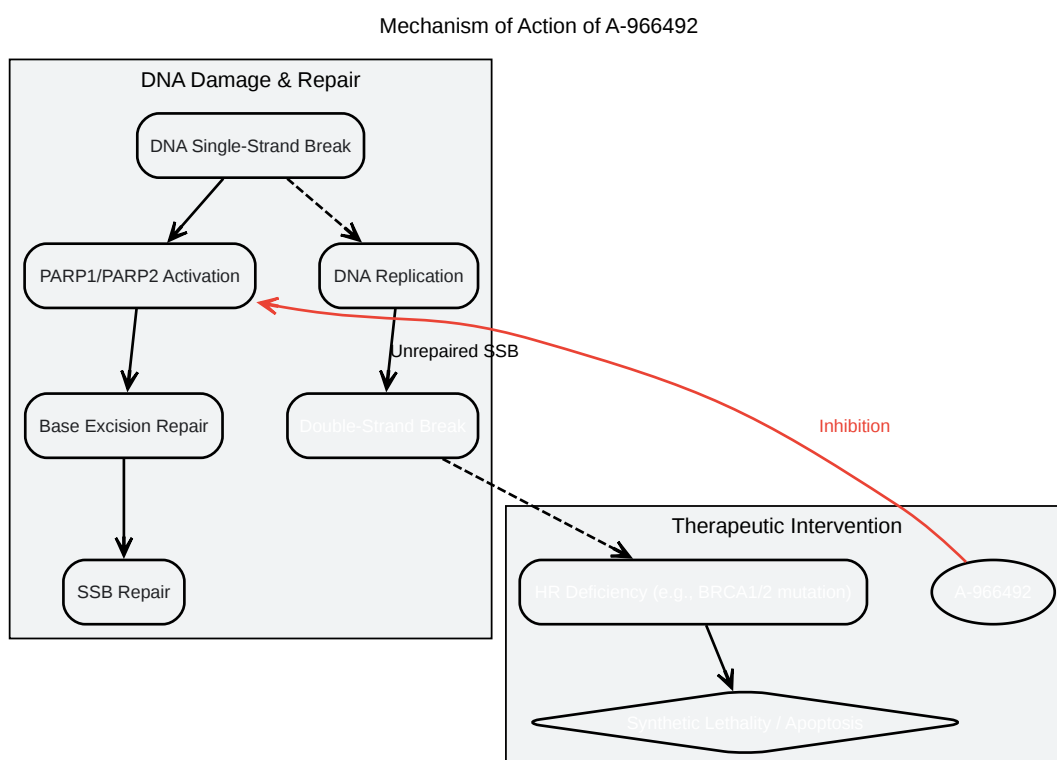 Mechanism of Action of A-966492
DNA Damage & Repair
DNA Single-Strand Break
PARP1/PARP2 Activation
DNA Replication
Unrepaired SSB
Base Excision Repair
Double-Strand Break
Inhibition
SSB Repair
Therapeutic Intervention
HR Deficiency (e.g., BRCA1/2 mutation)
A-966492
Synthetic Lethality / Apoptosis